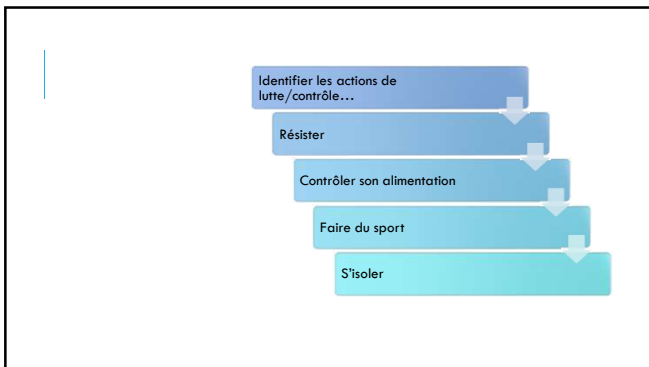 Identifier les actions de
lutte/contrôle…
Résister
Contrôler son alimentation
Faire du sport
S'isoler